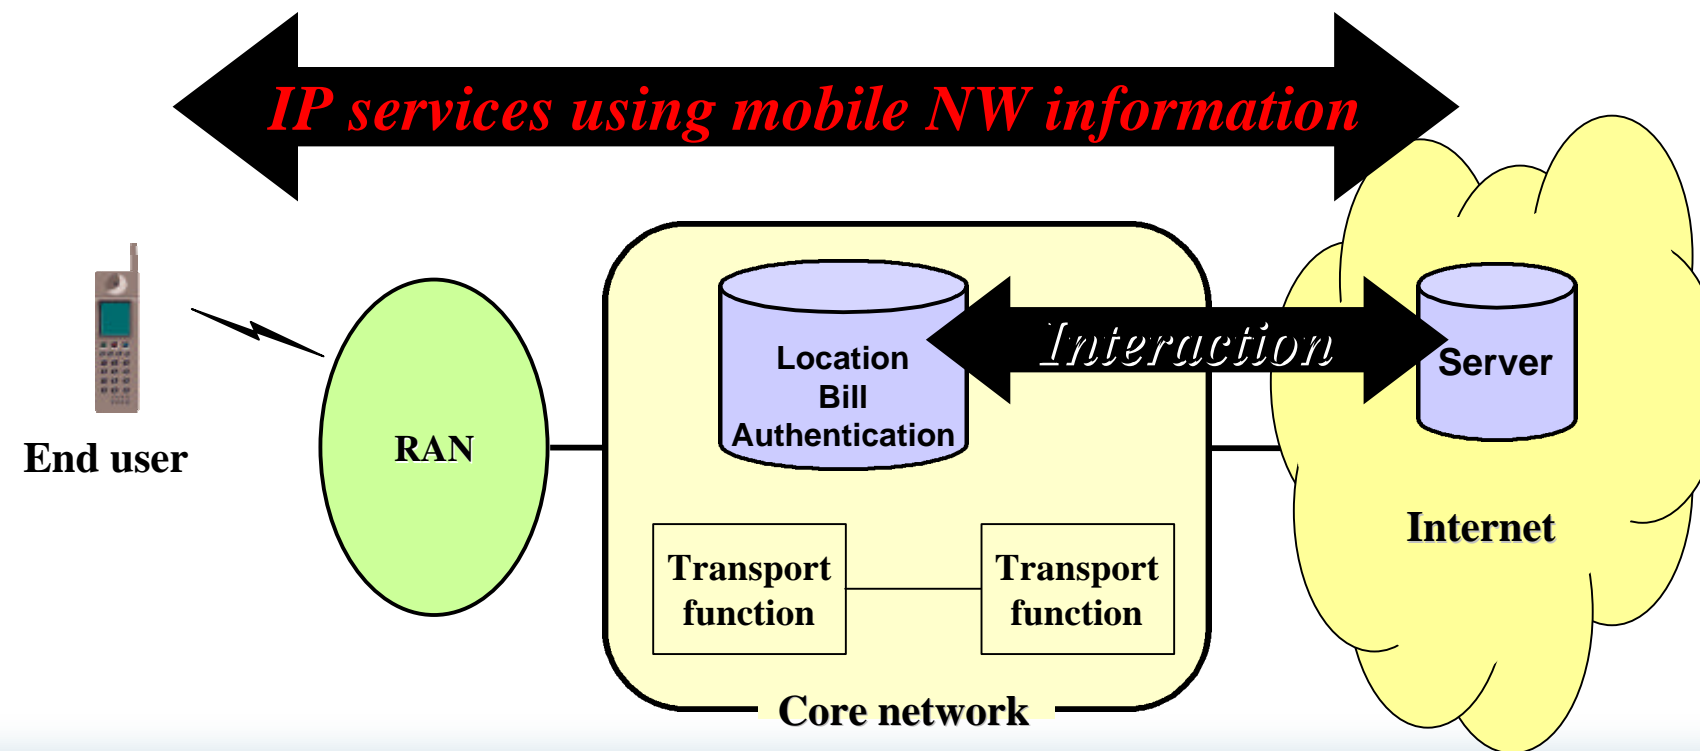 IP services using mobile NW information
Location
Bill
Authentication
Interaction
Server
End user
RAN
Internet
Transport
function
Transport
function
Core network